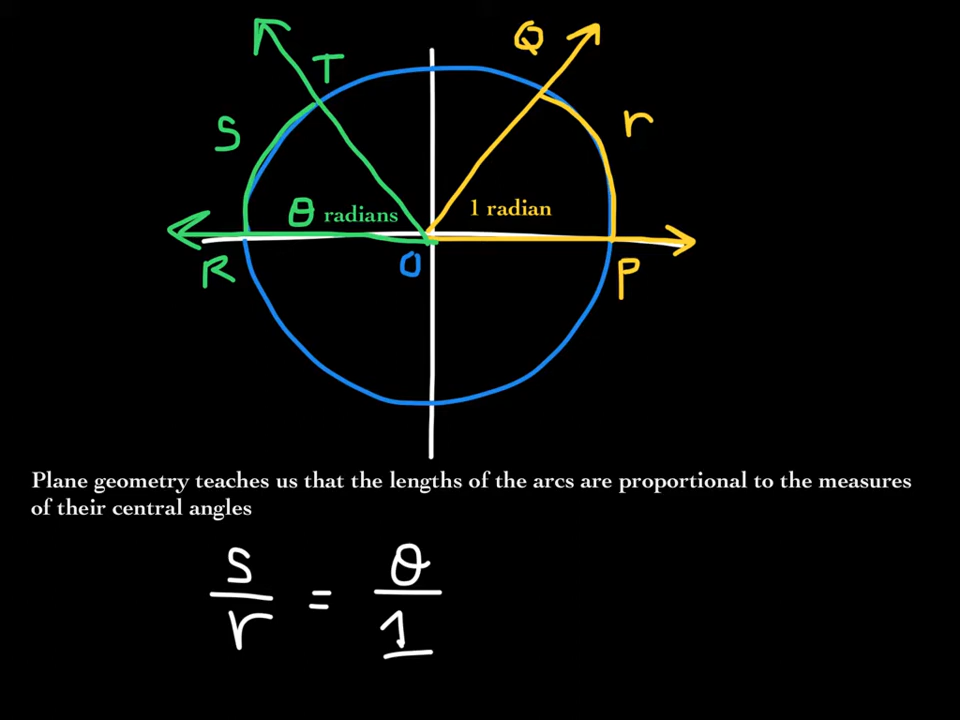 Q
T
r
S
θ radians
1 radian
O
R
P
Plane geometry teaches us that the lengths of the arcs are proportional to the measures
of their central angles
s/r = θ/1